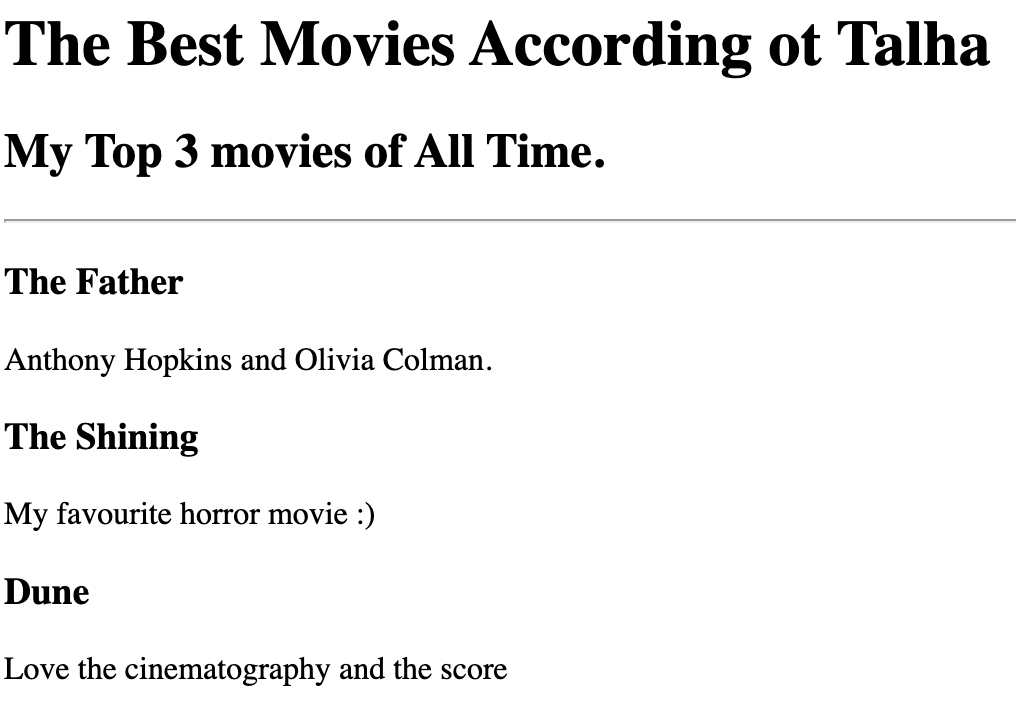 The Best Movies According ot Talha
My Top 3 movies of All Time.
The Father
Anthony Hopkins and Olivia Colman.
The Shining
My favourite horror movie :)
Dune
Love the cinematography and the score